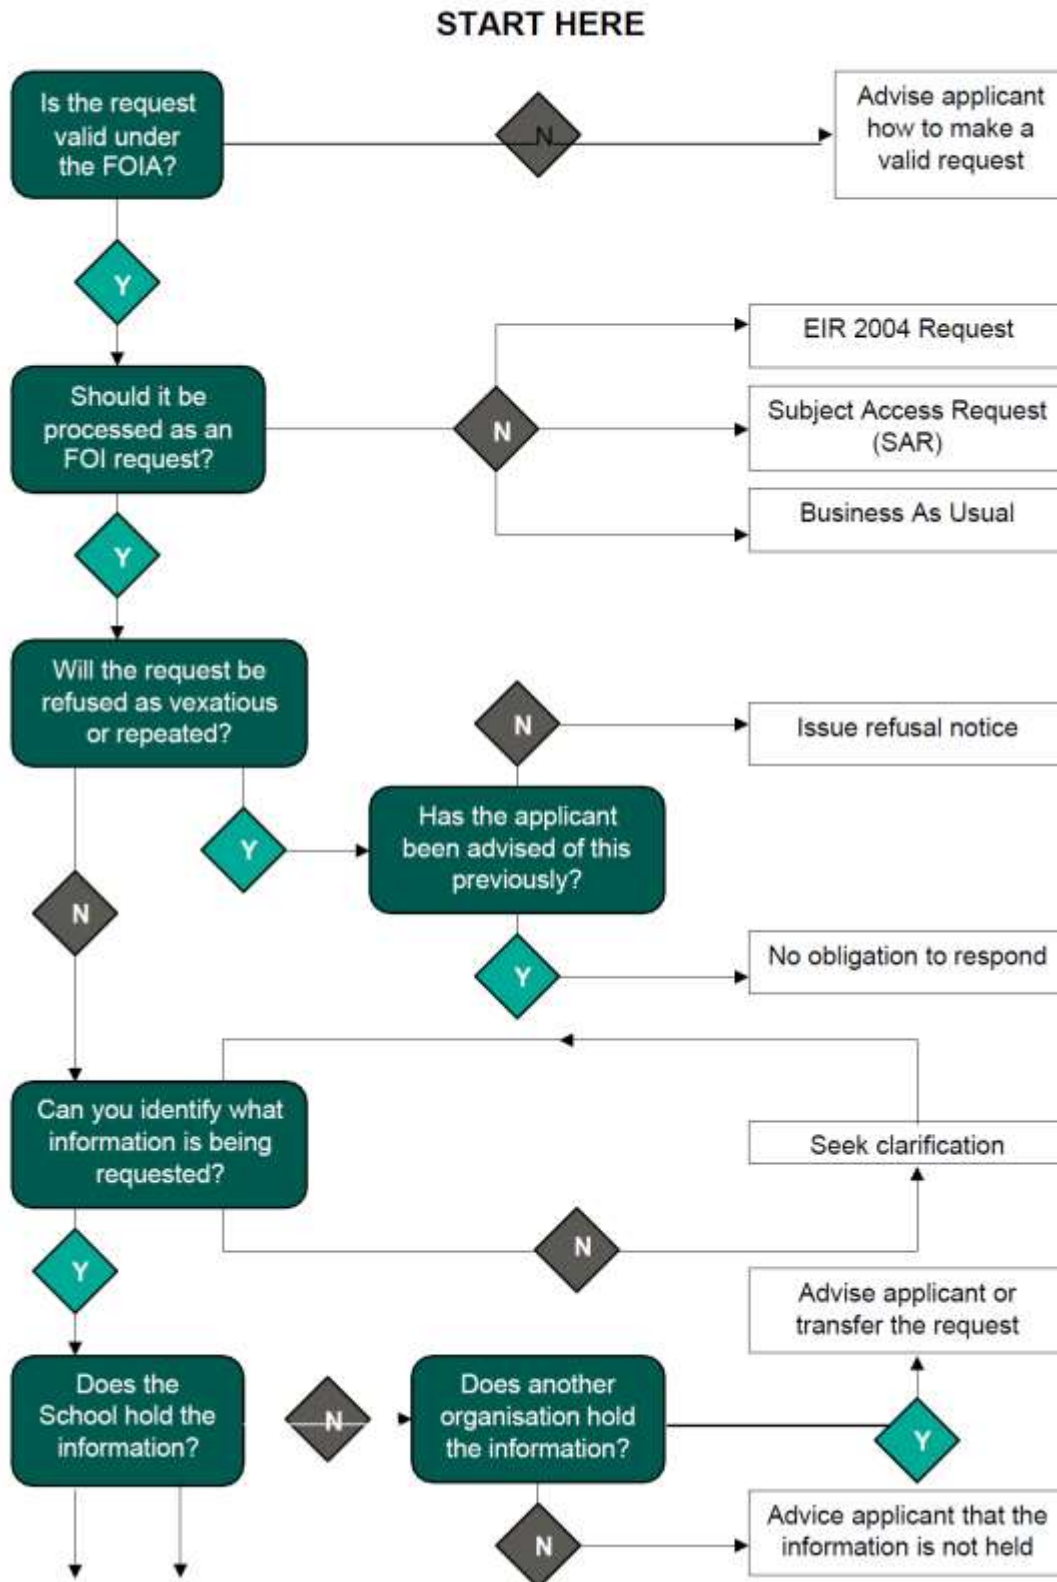 START HERE
Is the request
valid under
the FOIA?
N
Advise applicant
how to make a
valid request
Y
EIR 2004 Request
Should it be
processed as an
FOI request?
N
Subject Access Request
(SAR)
Business As Usual
Y
Will the request be
refused as vexatious
or repeated?
N
Issue refusal notice
Y
Has the applicant
been advised of this
previously?
N
Y
No obligation to respond
Can you identify what
information is being
requested?
Seek clarification
N
Y
Advise applicant or
transfer the request
Does the
School hold the
information?
N
Does another
organisation hold
the information?
Y
N
Advice applicant that the
information is not held